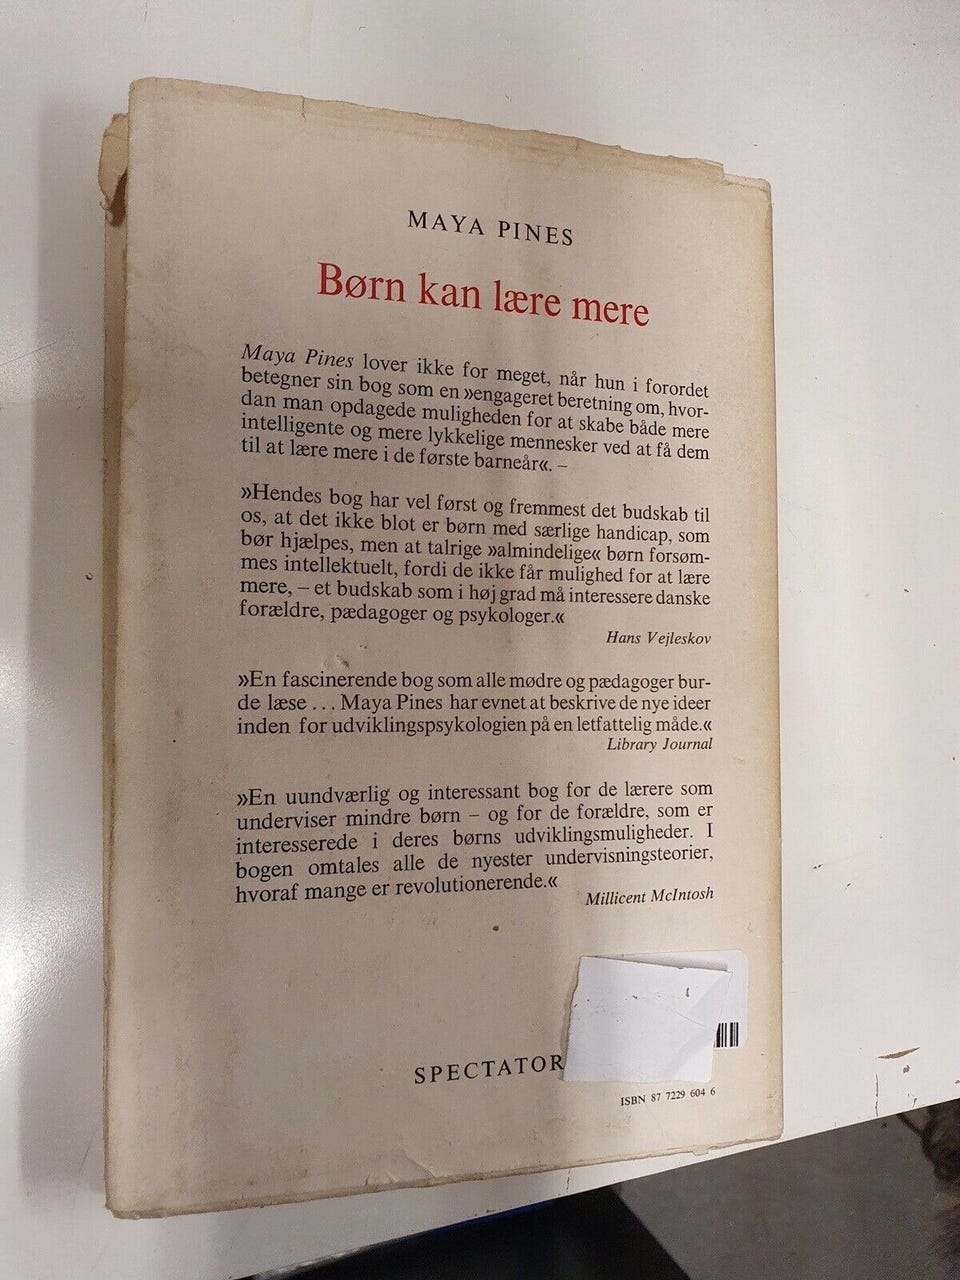 MAYA PINES
Børn kan lære mere
Maya Pines lover ikke for meget, når hun i forordet
betegner sin bog som en »engageret beretning om, hvor-
dan man opdagede muligheden for at skabe både mere
intelligente og mere lykkelige mennesker ved at få dem
til at lære mere i de første barneår«. –
»Hendes bog har vel først og fremmest det budskab til
os, at det ikke blot er børn med særlige handicap, som
bør hjælpes, men at talrige »almindelige« børn forsøm-
mes intellektuelt, fordi de ikke får mulighed for at lære
mere, – et budskab som i høj grad må interessere danske
forældre, pædagoger og psykologer.«
Hans Vejleskov
»En fascinerende bog som alle mødre og pædagoger bur-
de læse ... Maya Pines har evnet at beskrive de nye ideer
inden for udviklingspsykologien på en letfattelig måde.«
Library Journal
»En uundværlig og interessant bog for de lærere som
underviser mindre børn – og for de forældre, som er
interesserede i deres børns udviklingsmuligheder. I
bogen omtales alle de nyester undervisningsteorier,
hvoraf mange er revolutionerende.«
Millicent McIntosh
SPECTATOR
ISBN 87 7229 604 6